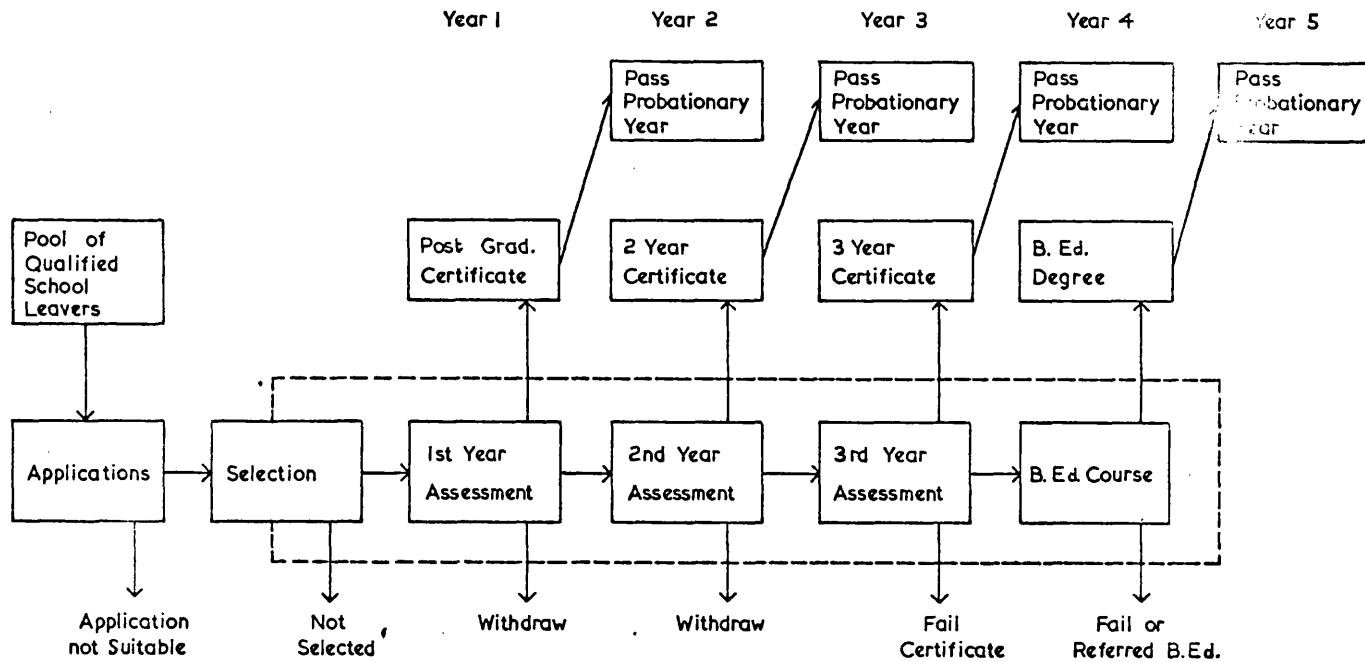 Year 1
Year 2
Year 3
Year 4
Year 5
Pass
Probationary
Year
Pass
Probationary
Year
Pass
Probationary
Year
Pass
Probationary
Year
Pool of
Qualified
School
Leavers
Post Grad.
Certificate
2 Year
Certificate
3 Year
Certificate
B. Ed.
Degree
Applications
Selection
1st Year
Assessment
2nd Year
Assessment
3rd Year
Assessment
B. Ed Course
Application
not Suitable
Not
Selected
Withdraw
Withdraw
Fail
Certificate
Fail or
Referred B.Ed.